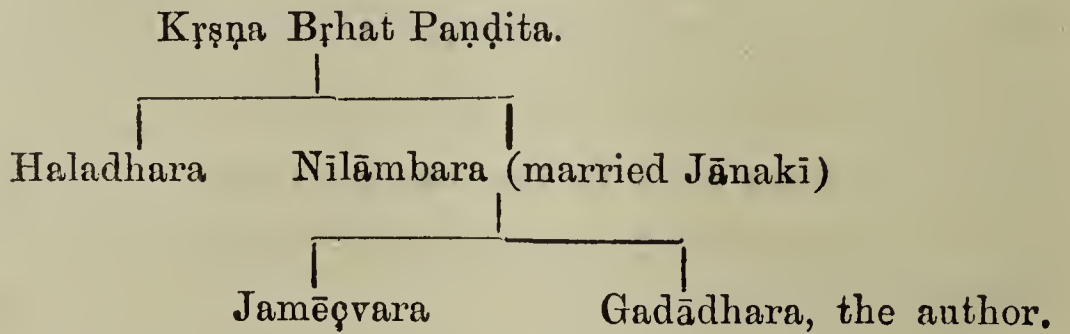 Kṛṣṇa Bṛhat Paṇḍita.
Haladhara Nīlāmbara (married Jānakī)
Jamēçvara Gadādhara, the author.